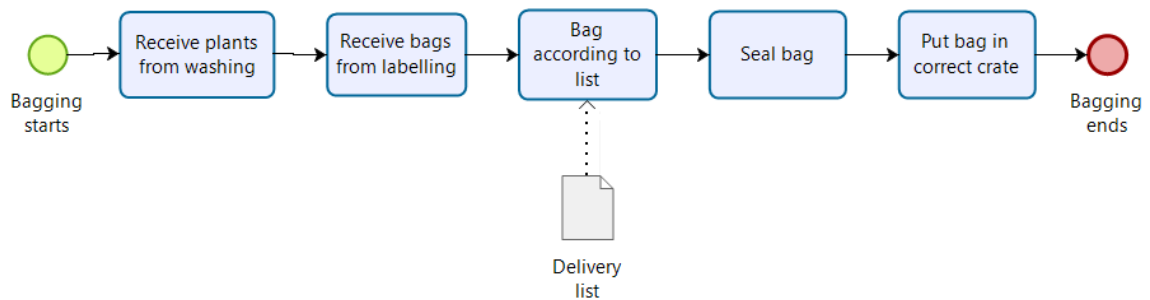 Bagging
starts
Receive plants
from washing
Receive bags
from labelling
Bag
according to
list
Seal bag
Put bag in
correct crate
Bagging
ends
Delivery
list